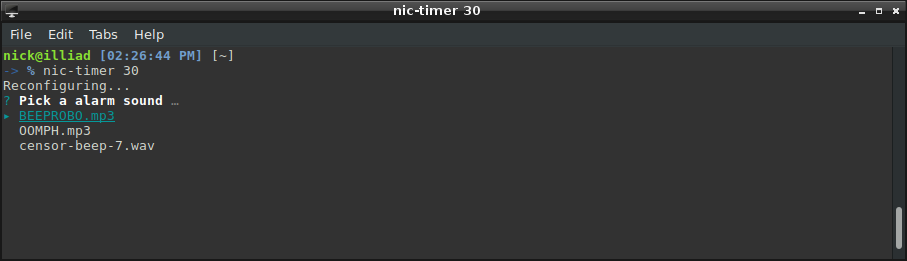 nic-timer 30
File Edit Tabs Help
nick@illiad [02:26:44 PM] [~]
-> % nic-timer 30
Reconfiguring...
? Pick a alarm sound …
▸ BEEPROBO.mp3
OOMPH.mp3
censor-beep-7.wav